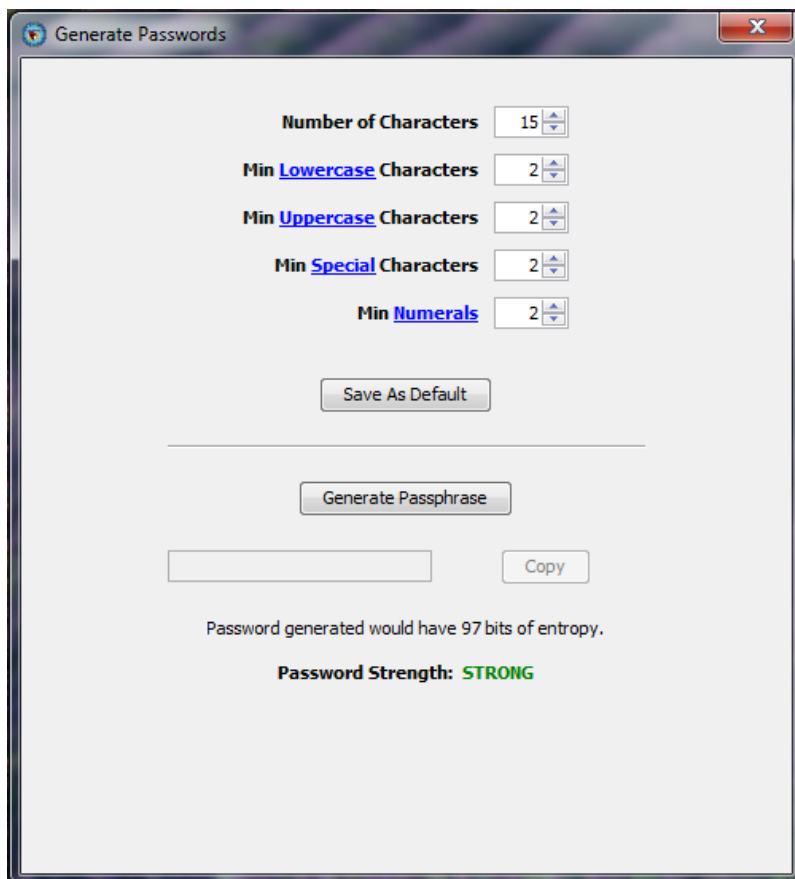 Generate Passwords
Number of Characters 15
Min Lowercase Characters 2
Min Uppercase Characters 2
Min Special Characters 2
Min Numerals 2
Save As Default
Generate Passphrase
Copy
Password generated would have 97 bits of entropy.
Password Strength: STRONG